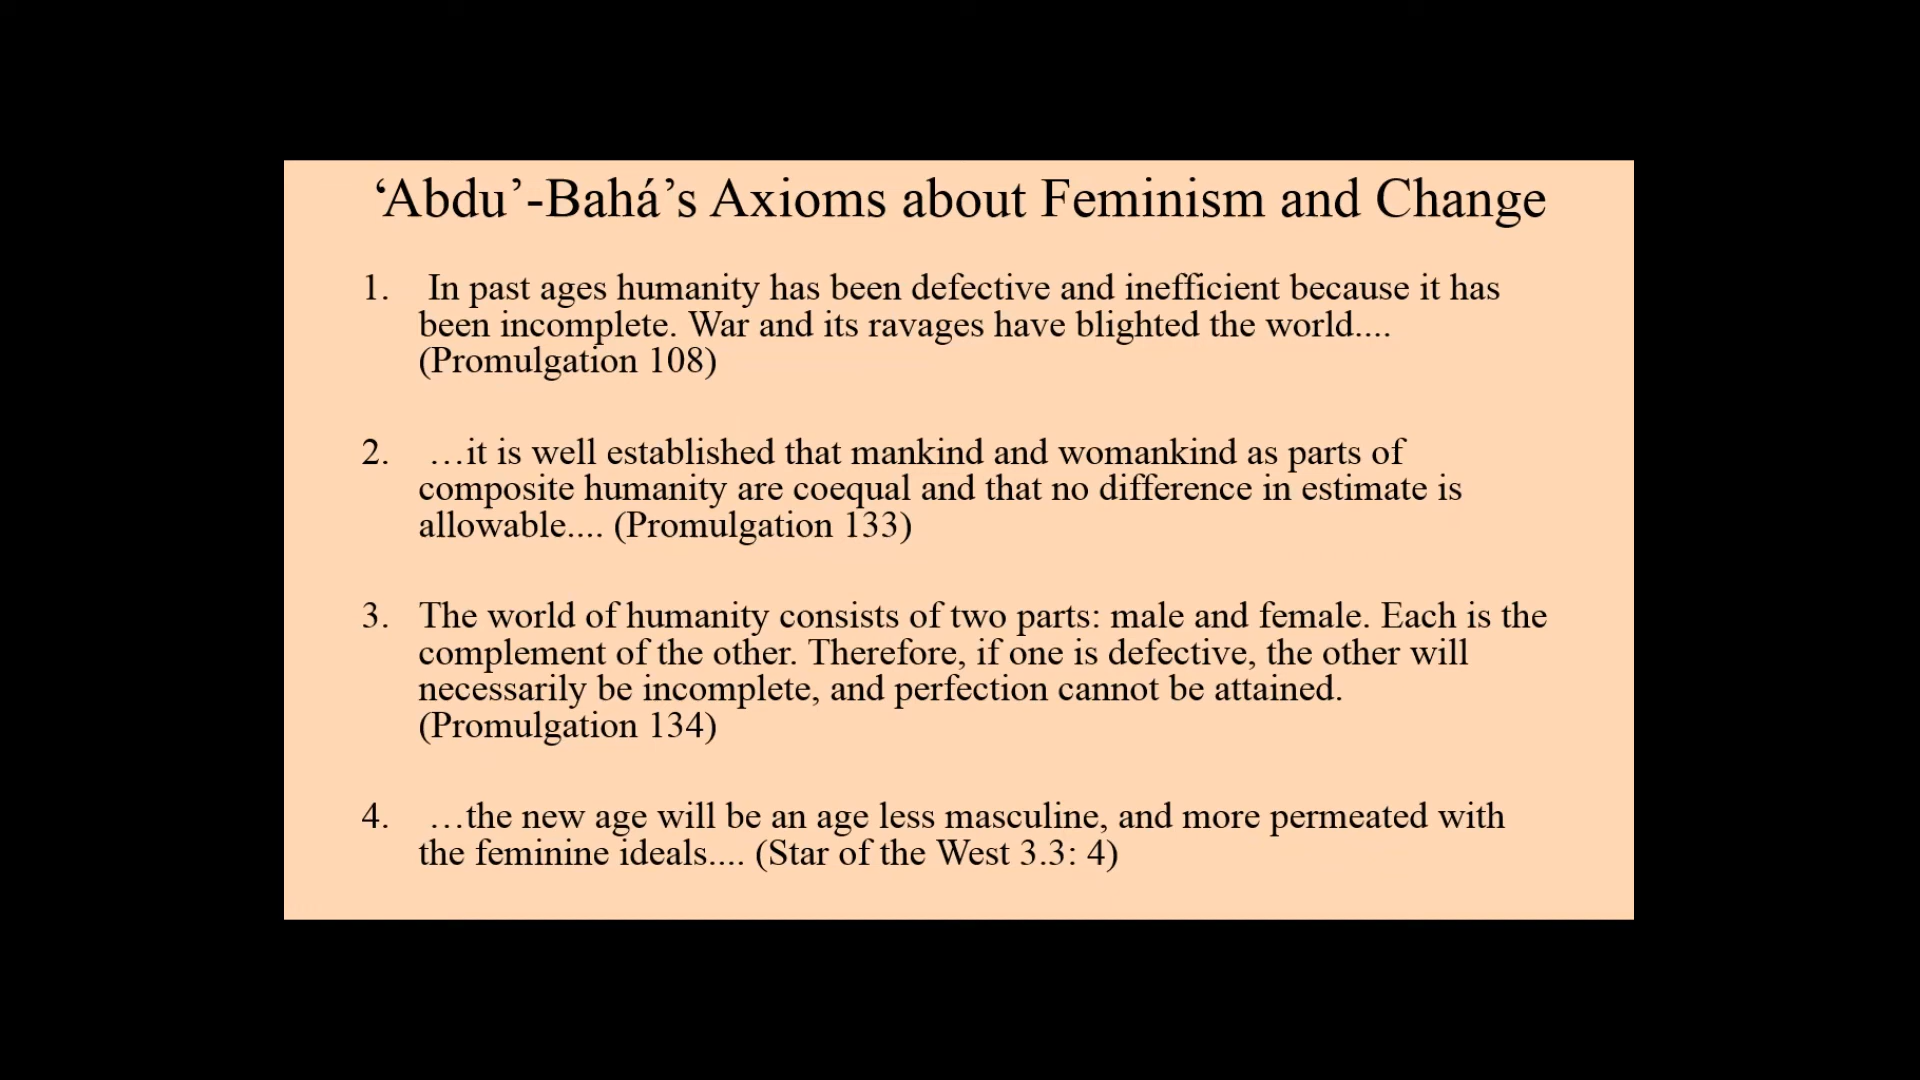 ‘Abdu’-Bahá’s Axioms about Feminism and Change
1. In past ages humanity has been defective and inefficient because it has
been incomplete. War and its ravages have blighted the world....
(Promulgation 108)
2. …it is well established that mankind and womankind as parts of
composite humanity are coequal and that no difference in estimate is
allowable.... (Promulgation 133)
3. The world of humanity consists of two parts: male and female. Each is the
complement of the other. Therefore, if one is defective, the other will
necessarily be incomplete, and perfection cannot be attained.
(Promulgation 134)
4. …the new age will be an age less masculine, and more permeated with
the feminine ideals.... (Star of the West 3.3: 4)